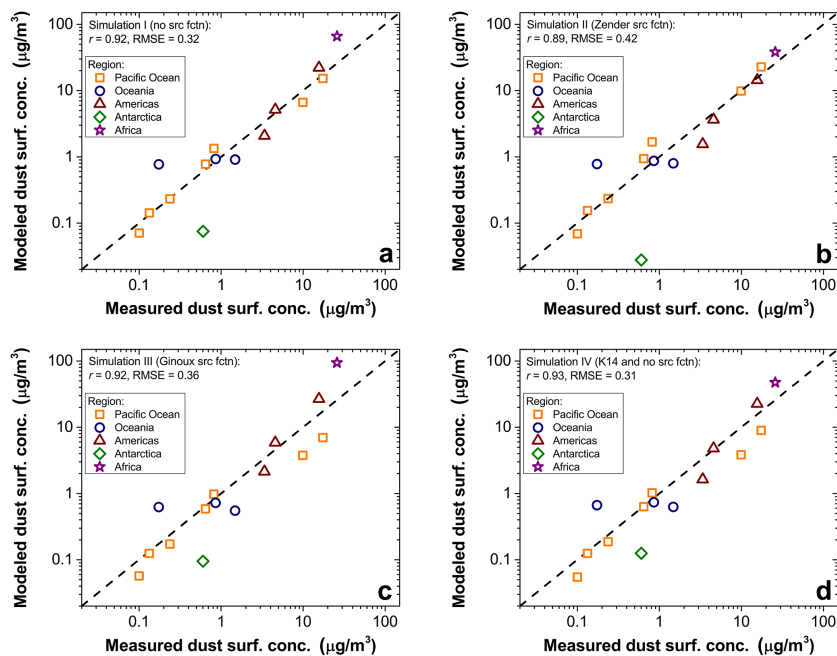 Simulation I (no src fctn):
r = 0.92, RMSE = 0.32
Region:
Pacific Ocean
Oceania
Americas
Antarctica
Africa
100
10
1
0.1
Modeled dust surf. conc. (μg/m³)
0.1 1 10 100
Measured dust surf. conc. (μg/m³)
a
Simulation II (Zender src fctn):
r = 0.89, RMSE = 0.42
Region:
Pacific Ocean
Oceania
Americas
Antarctica
Africa
100
10
1
0.1
Modeled dust surf. conc. (μg/m³)
0.1 1 10 100
Measured dust surf. conc. (μg/m³)
b
Simulation III (Ginoux src fctn):
r = 0.92, RMSE = 0.36
Region:
Pacific Ocean
Oceania
Americas
Antarctica
Africa
100
10
1
0.1
Modeled dust surf. conc. (μg/m³)
0.1 1 10 100
Measured dust surf. conc. (μg/m³)
c
Simulation IV (K14 and no src fctn):
r = 0.93, RMSE = 0.31
Region:
Pacific Ocean
Oceania
Americas
Antarctica
Africa
100
10
1
0.1
Modeled dust surf. conc. (μg/m³)
0.1 1 10 100
Measured dust surf. conc. (μg/m³)
d